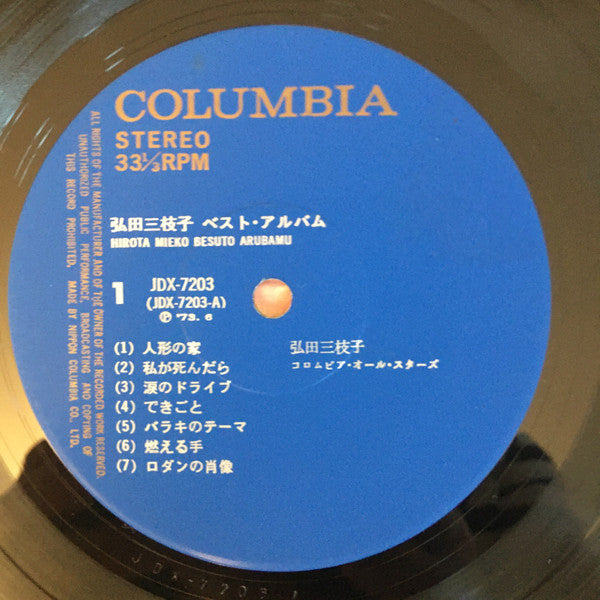 COLUMBIA
STEREO
33⅓RPM
弘田三枝子 ベスト・アルバム
HIROTA MIEKO BESUTO ARUBAMU
1
JDX-7203
(JDX-7203-A)
Ⓟ '73. 6
(1) 人形の家
(2) 私が死んだら
(3) 涙のドライブ
(4) できごと
(5) バラキのテーマ
(6) 燃える手
(7) ロダンの肖像
弘田三枝子
コロムビア・オール・スターズ
ALL RIGHTS OF THE MANUFACTURER AND OF THE OWNER OF THE RECORDED WORK RESERVED.
UNAUTHORIZED PUBLIC PERFORMANCE, BROADCASTING AND COPYING OF
THIS RECORD PROHIBITED. MADE BY NIPPON COLUMBIA CO., LTD.